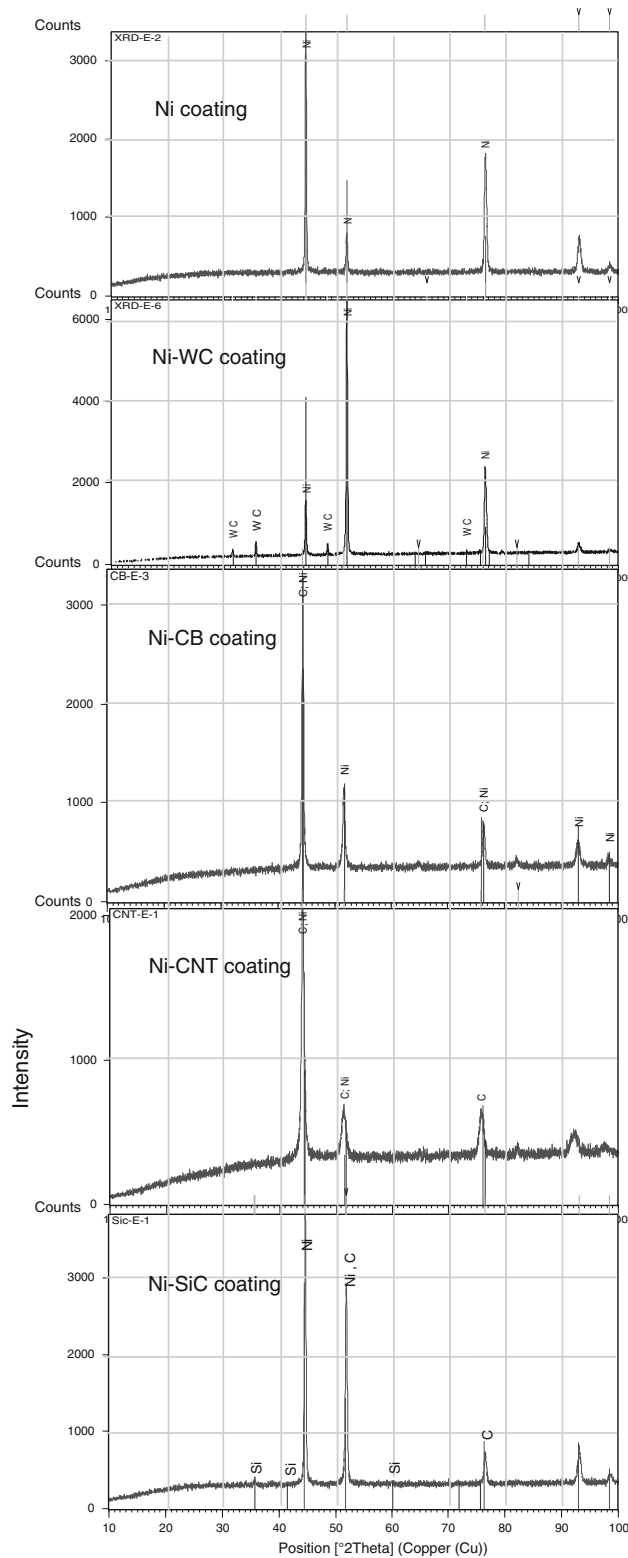 Counts
XRD-E-2
Ni
3000
Ni coating
2000
Ni
1000
N
Counts
0
XRD-E-6
Ni
6000
Ni-WC coating
4000
Ni
2000
Ni
W C
W C
W C
W C
Counts
0
CB-E-3
C; Ni
3000
Ni-CB coating
2000
Ni
1000
C; Ni
Ni
Ni
Counts
0
CNT-E-1
2000
C; Ni
Ni-CNT coating
Intensity
1000
C; Ni
C
0
Counts
Sic-E-1
Ni
Ni-SiC coating
Ni , C
3000
2000
1000
C
Si
Si
Si
0
10 20 30 40 50 60 70 80 90 100
Position [°2Theta] (Copper (Cu))